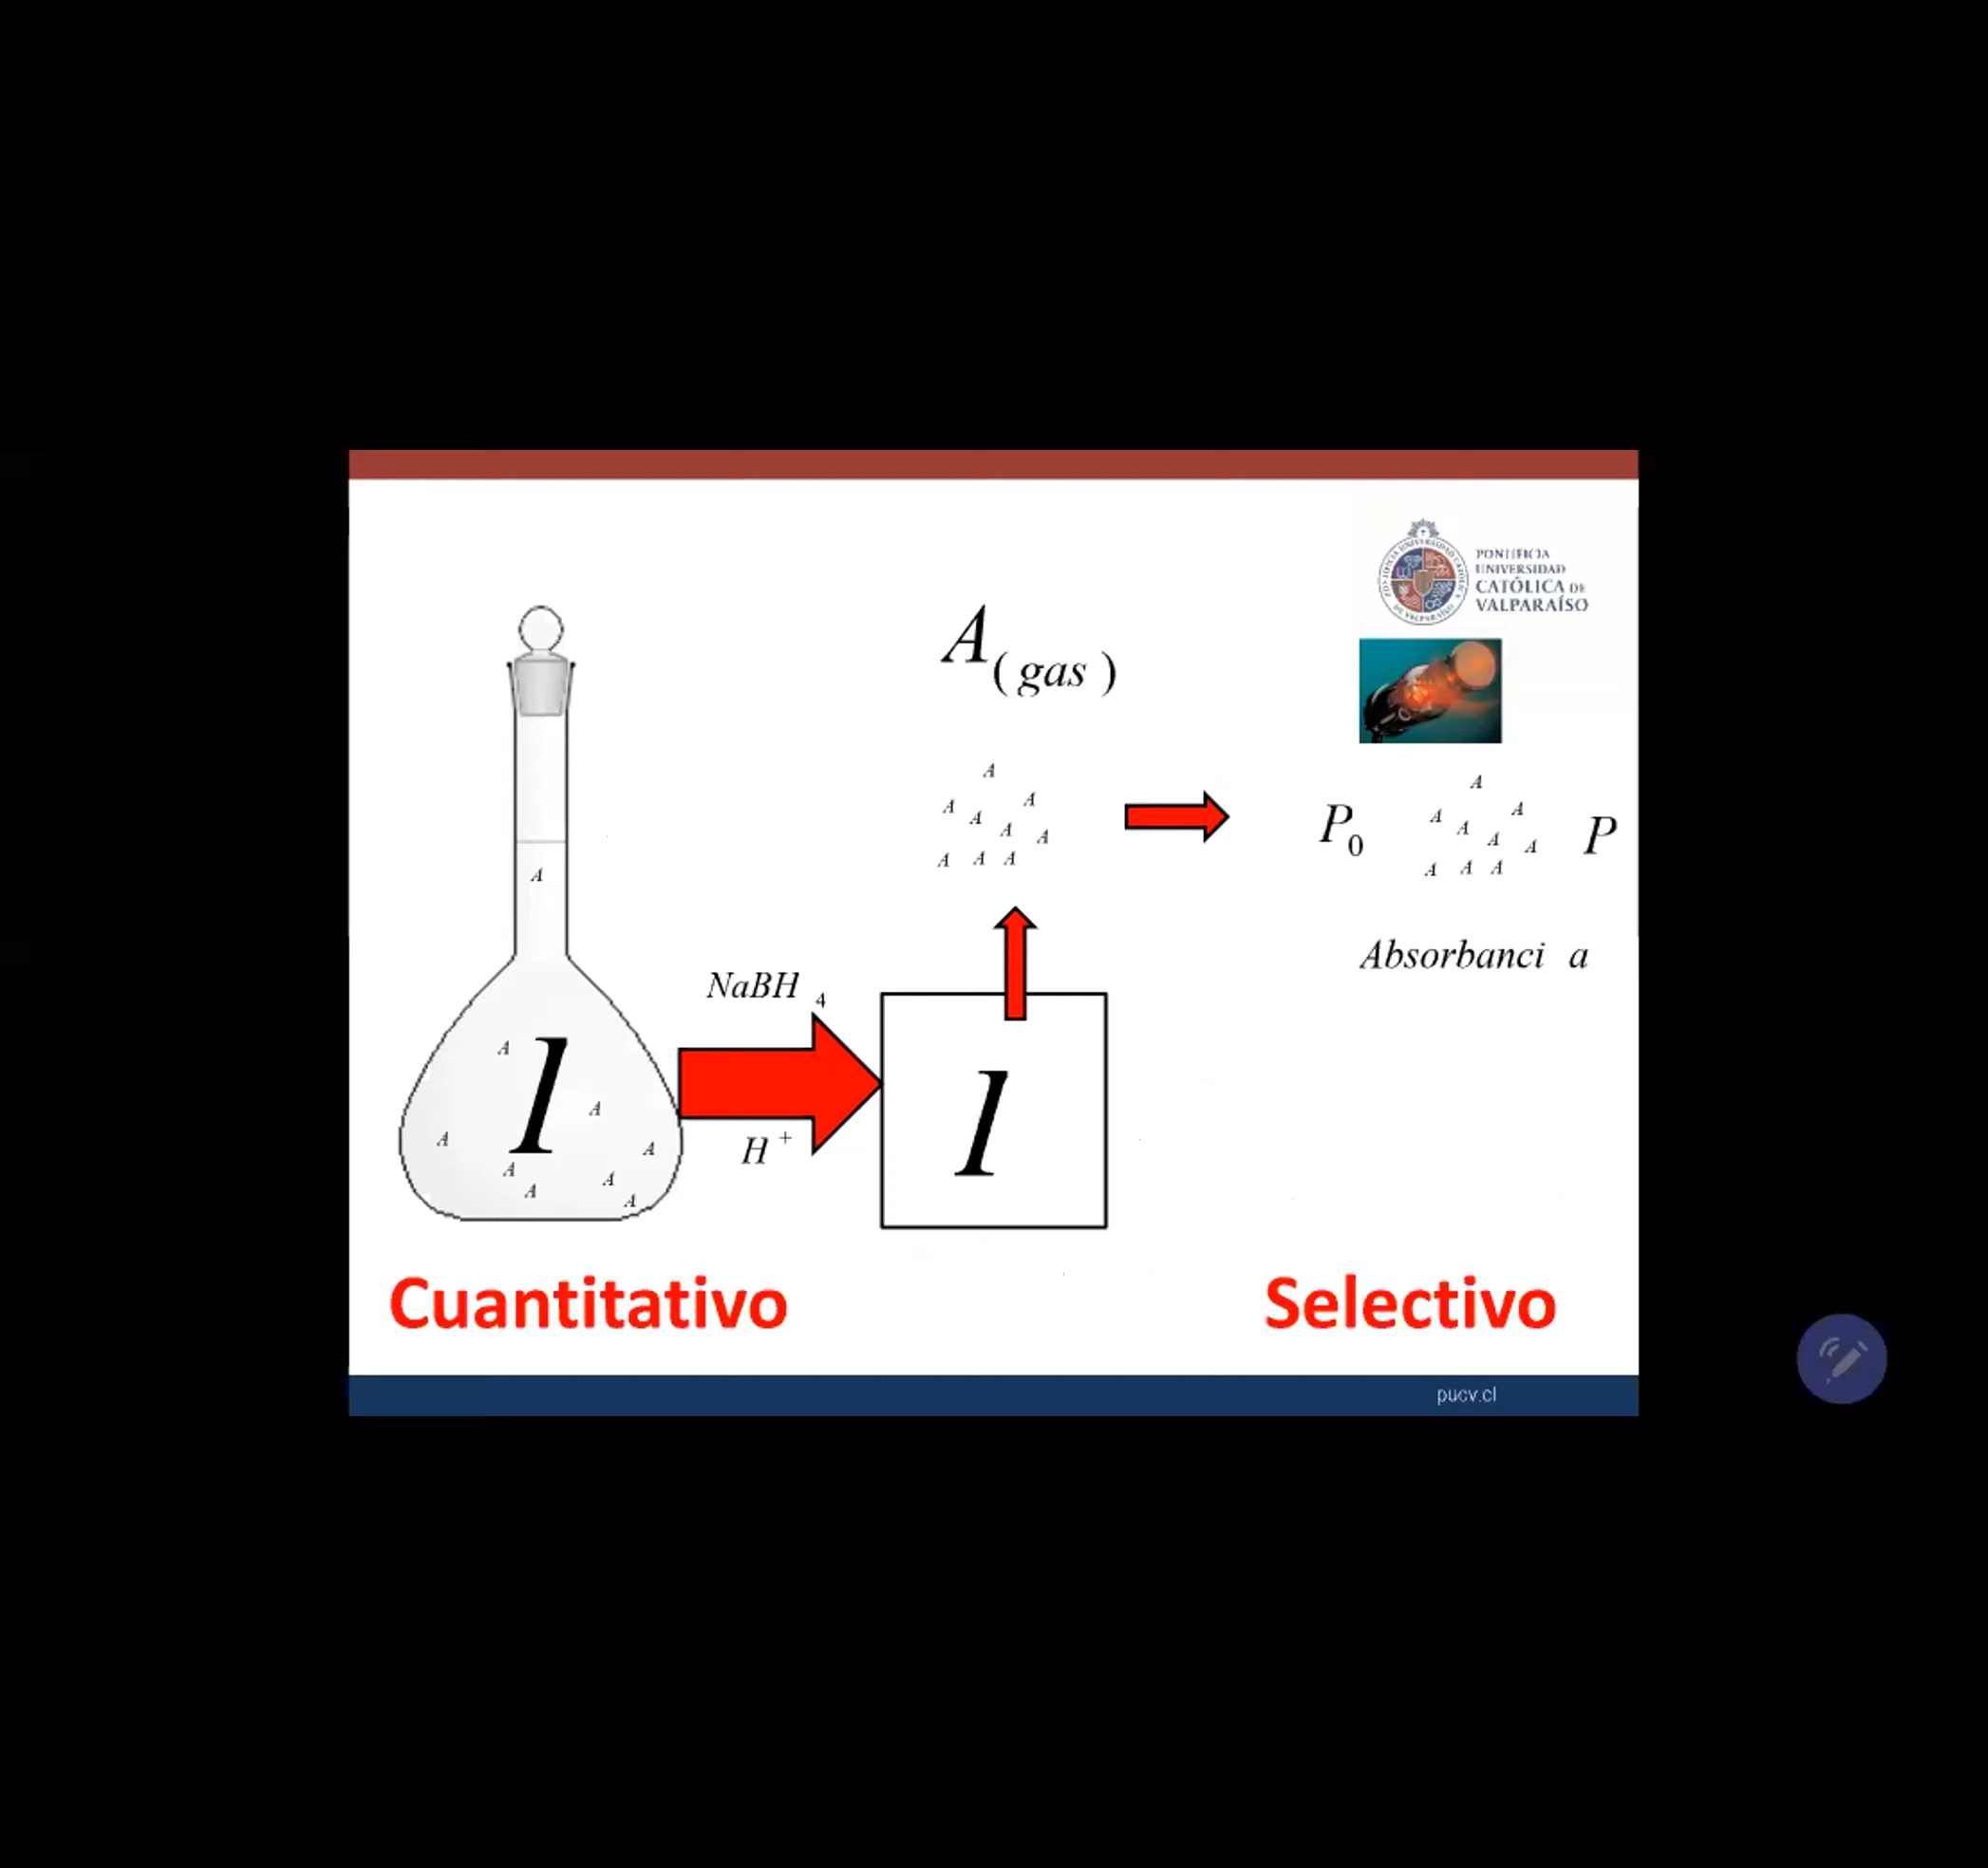 PONTIFICIA
UNIVERSIDAD
CATÓLICA DE
VALPARAÍSO
A(gas)
A
A
A
A
A
A
A
A
A
P0
A
A
A
A
A
A
A
A
A
P
Absorbanci a
A
A
A
A
A
A
A
A
A
I
NaBH4
H+
I
Cuantitativo
Selectivo
pucv.cl